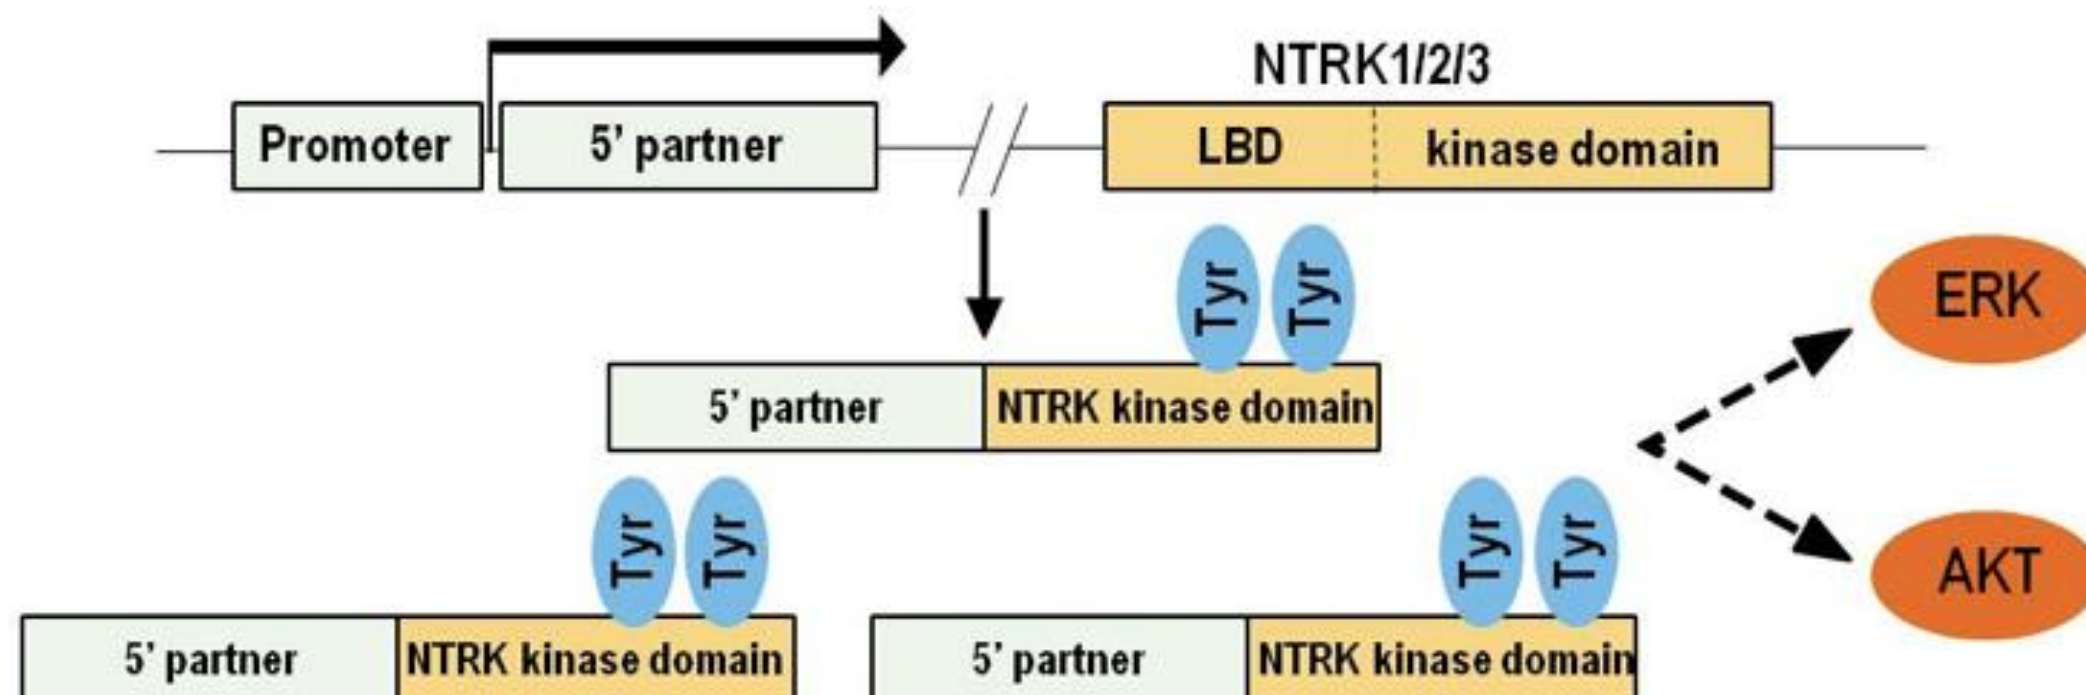 NTRK1/2/3
Promoter 5’ partner LBD kinase domain
Tyr Tyr
ERK
5’ partner NTRK kinase domain
Tyr Tyr Tyr Tyr
AKT
5’ partner NTRK kinase domain 5’ partner NTRK kinase domain